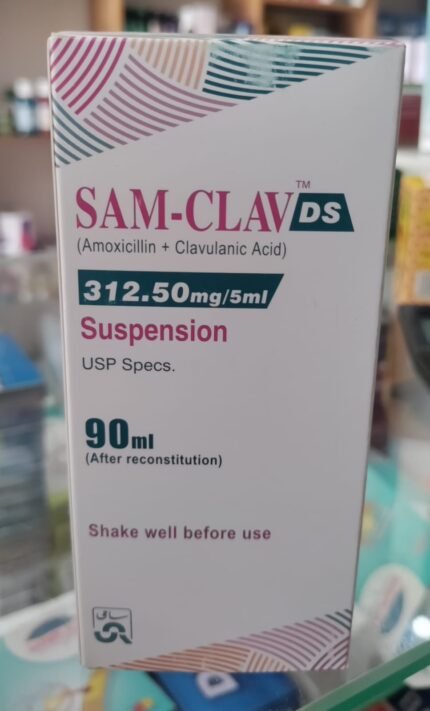 SAM-CLAV™ DS
(Amoxicillin + Clavulanic Acid)
312.50mg/5ml
Suspension
USP Specs.
90ml
(After reconstitution)
Shake well before use
سامی